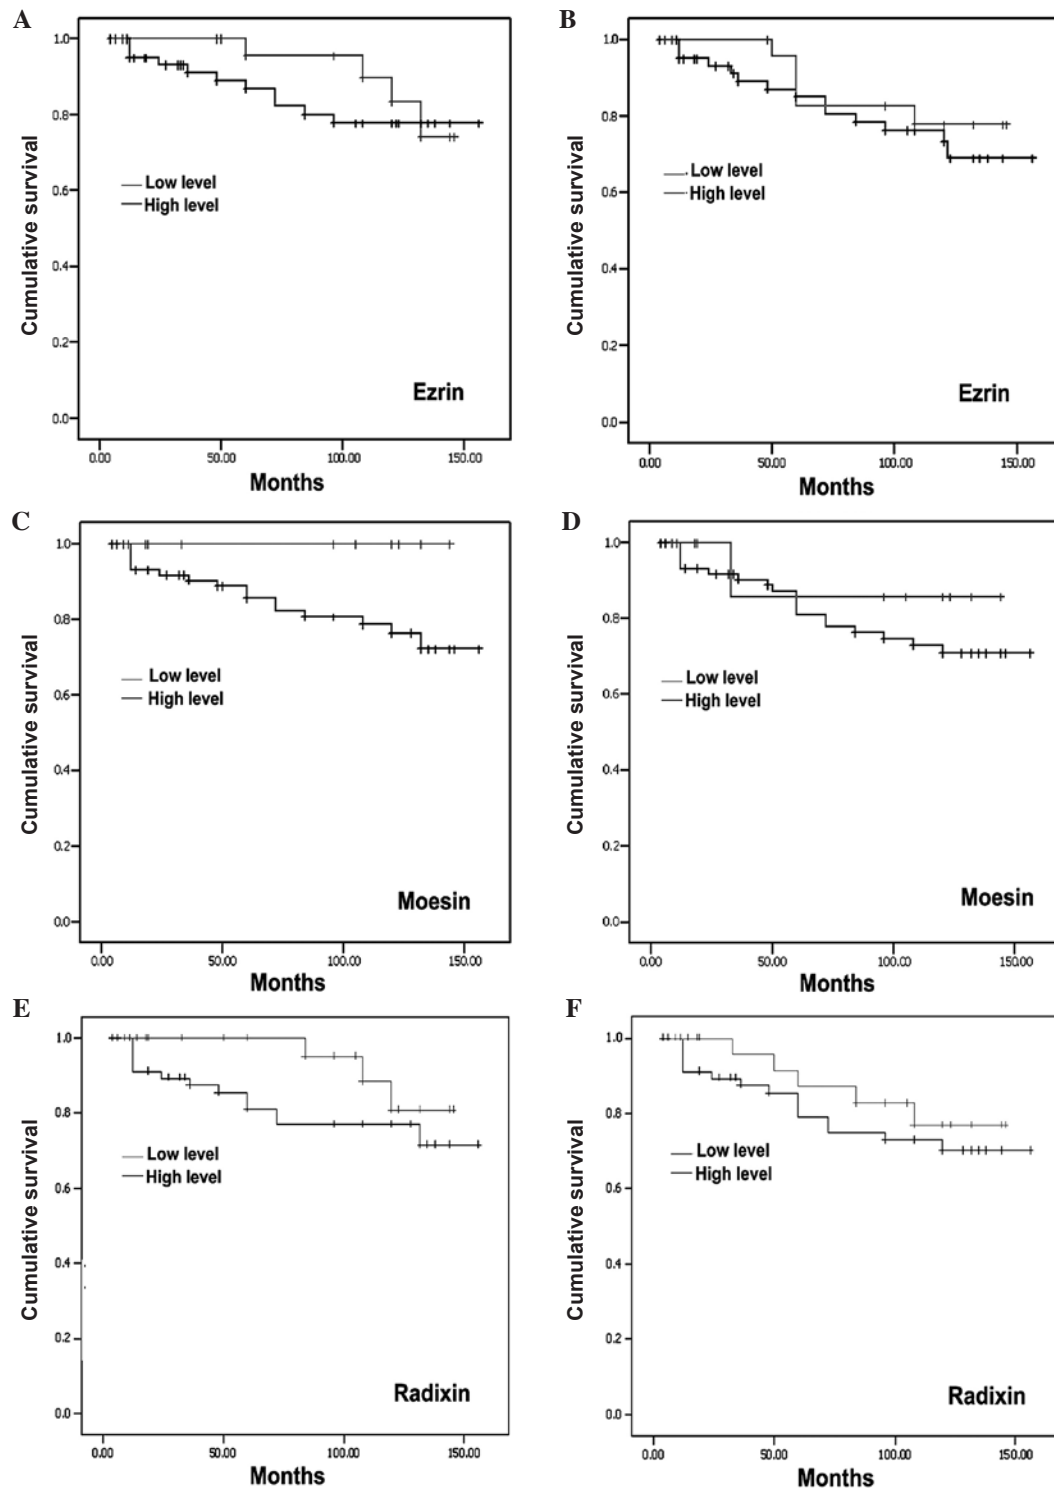 A
Cumulative survival
1.0
0.8
0.6
0.4
0.2
0.0
Low level
High level
Ezrin
0.00 50.00 100.00 150.00
Months
B
Cumulative survival
1.0
0.8
0.6
0.4
0.2
0.0
Low level
High level
Ezrin
0.00 50.00 100.00 150.00
Months
C
Cumulative survival
1.0
0.8
0.6
0.4
0.2
0.0
Low level
High level
Moesin
0.00 50.00 100.00 150.00
Months
D
Cumulative survival
1.0
0.8
0.6
0.4
0.2
0.0
Low level
High level
Moesin
0.00 50.00 100.00 150.00
Months
E
Cumulative survival
1.0
0.8
0.6
0.4
0.2
0.0
Low level
High level
Radixin
0.00 50.00 100.00 150.00
Months
F
Cumulative survival
1.0
0.8
0.6
0.4
0.2
0.0
Low level
High level
Radixin
0.00 50.00 100.00 150.00
Months